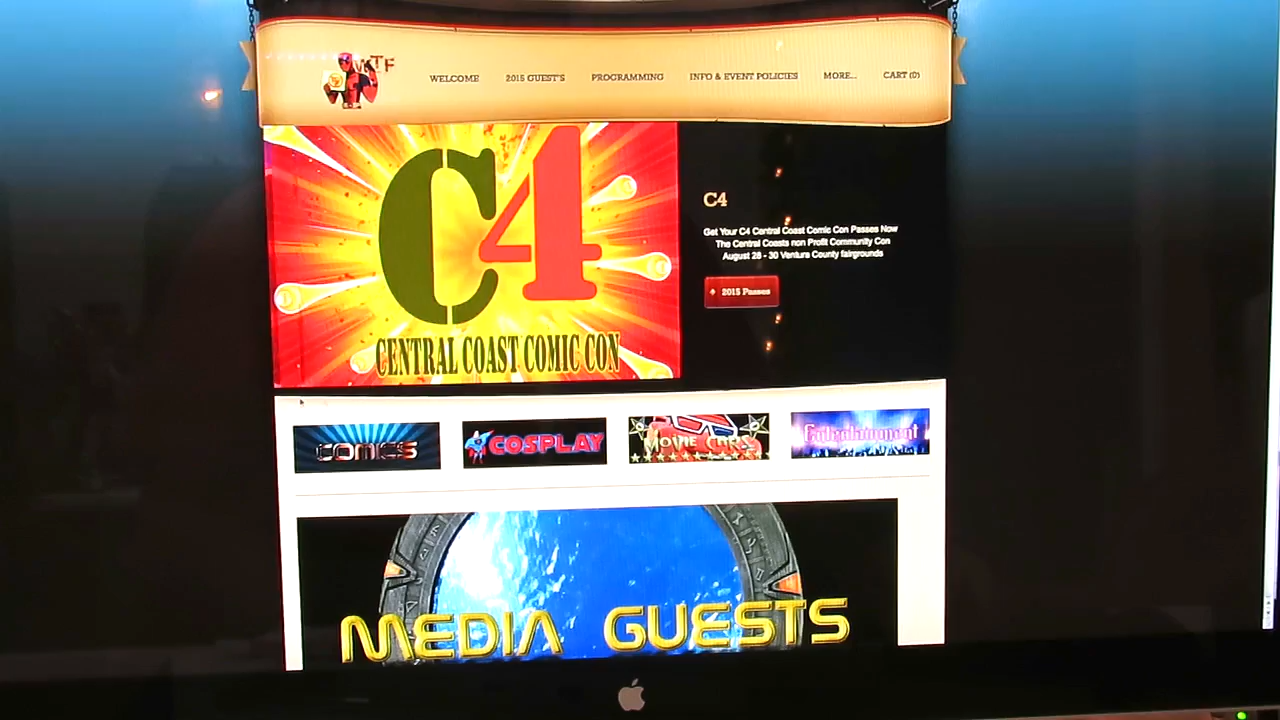 WTF
WELCOME 2015 GUEST'S PROGRAMMING INFO & EVENT POLICIES MORE... CART (0)
C4
CENTRAL COAST COMIC CON
C4
Get Your C4 Central Coast Comic Con Passes Now
The Central Coasts non Profit Community Con
August 28 - 30 Ventura County fairgrounds
+ 2015 Passes
COMICS COSPLAY MOVIE CARS Entertainment
MEDIA GUESTS